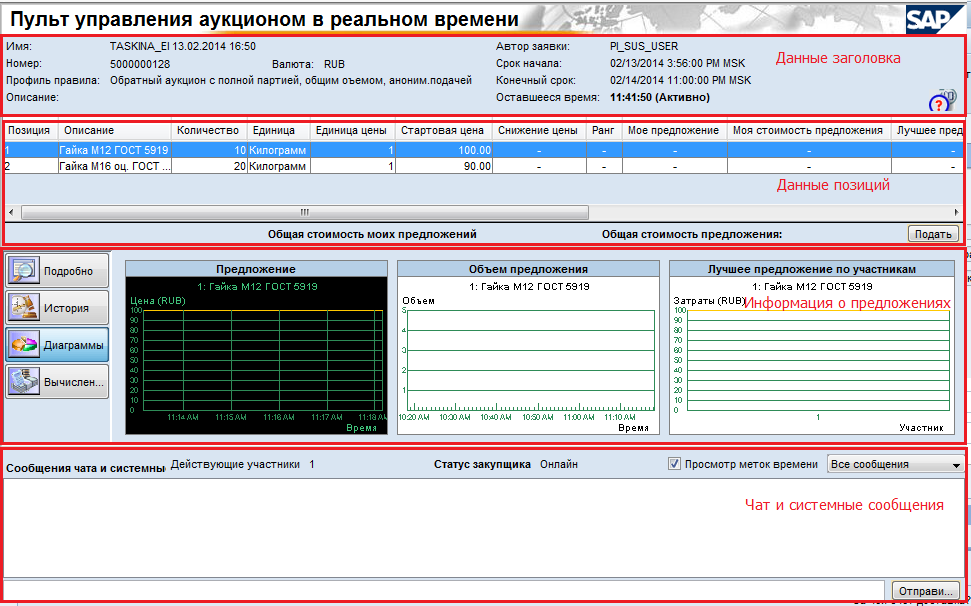 Пульт управления аукционом в реальном времени
SAP
Имя: TASKINA_EI 13.02.2014 16:50 Автор заявки: PI_SUS_USER
Номер: 5000000128 Валюта: RUB Срок начала: 02/13/2014 3:56:00 PM MSK
Данные заголовка
Профиль правила: Обратный аукцион с полной партией, общим оъемом, аноним.подачей Конечный срок: 02/14/2014 11:00:00 PM MSK
Описание: Оставшееся время: 11:41:50 (Активно)
Позиция Описание Количество Единица Единица цены Стартовая цена Снижение цены Ранг Мое предложение Моя стоимость предложения Лучшее пред
1 Гайка М12 ГОСТ 5919 10 Килограмм 1 100.00 - - - - -
2 Гайка М16 оц. ГОСТ ... 20 Килограмм 1 90.00 - - - - -
Данные позиций
Общая стоимость моих предложений Общая стоимость предложения: Подать
Подробно
История
Диаграммы
Вычислен...
Предложение
1: Гайка М12 ГОСТ 5919
Цена (RUB)
100
90
80
70
60
50
40
30
20
10
0
11:14 AM 11:15 AM 11:16 AM 11:17 AM 11:18 AM
Время
Объем предложения
1: Гайка М12 ГОСТ 5919
Объем
5
4
3
2
1
10:20 AM 10:30 AM 10:40 AM 10:50 AM 11:00 AM 11:10 AM
Время
Лучшее предложение по участникам
1: Гайка М12 ГОСТ 5919
Затраты (RUB)
Информация о предложениях
100
90
80
70
60
50
40
30
20
10
0
1
Участник
Сообщения чата и системны Действующие участники 1 Статус закупщика Онлайн Просмотр меток времени Все сообщения
Чат и системные сообщения
Отправи...